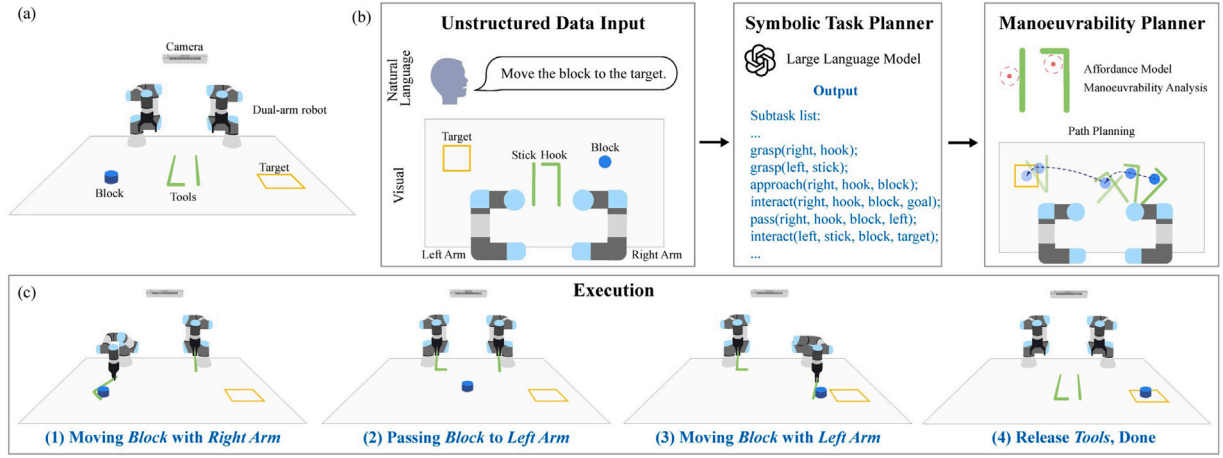 (a)
Camera
Dual-arm robot
Block
Tools
Target
(b)
Unstructured Data Input
Natural
Language
Move the block to the target.
Visual
Target
Stick Hook
Block
Left Arm
Right Arm
Symbolic Task Planner
Large Language Model
Output
Subtask list:
...
grasp(right, hook);
grasp(left, stick);
approach(right, hook, block);
interact(right, hook, block, goal);
pass(right, hook, block, left);
interact(left, stick, block, target);
...
Manoeuvrability Planner
Affordance Model
Manoeuvrability Analysis
Path Planning
(c)
Execution
(1) Moving Block with Right Arm
(2) Passing Block to Left Arm
(3) Moving Block with Left Arm
(4) Release Tools, Done